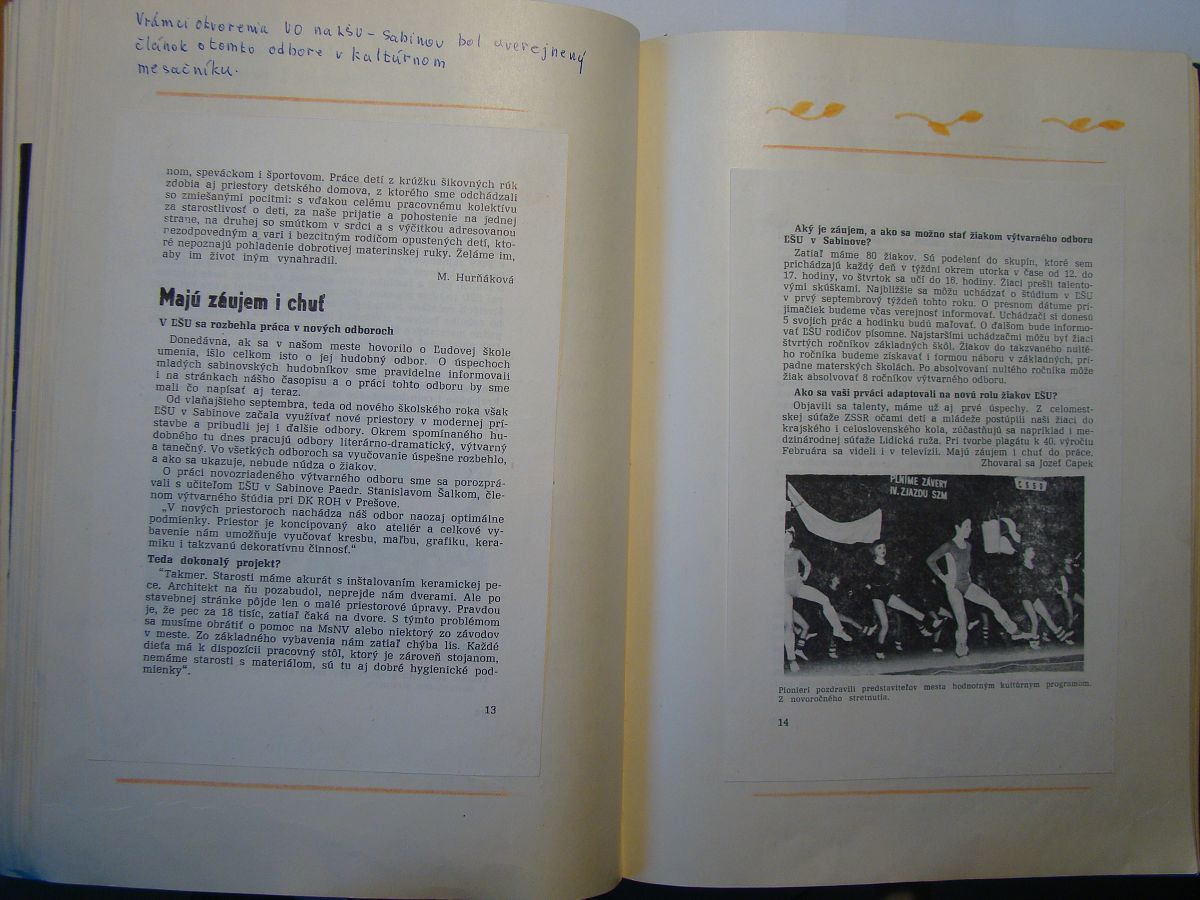 V rámci otvorenia VO na ĽŠU - Sabinov bol uverejnený
článok o tomto odbore v kultúrnom
mesačníku.
nom, speváckom i športovom. Práce detí z krúžku šikovných rúk
zdobia aj priestory detského domova, z ktorého sme odchádzali
so zmiešanými pocitmi: s vďakou celému pracovnému kolektívu
za starostlivosť o deti, za naše prijatie a pohostenie na jednej
strane, na druhej so smútkom v srdci a s výčitkou adresovanou
nezodpovedným a vari i bezcitným rodičom opustených detí, kto-
ré nepoznajú pohladenie dobrotivej materinskej ruky. Želáme im,
aby im život iným vynahradil.
M. Hurňáková
Majú záujem i chuť
V ĽŠU sa rozbehla práca v nových odboroch
Donedávna, ak sa v našom meste hovorilo o Ľudovej škole
umenia, išlo celkom isto o jej hudobný odbor. O úspechoch
mladých sabinovských hudobníkov sme pravidelne informovali
i na stránkach nášho časopisu a o práci tohto odboru by sme
mali čo napísať aj teraz.
Od vlaňajšieho septembra, teda od nového školského roka však
ĽŠU v Sabinove začala využívať nové priestory v modernej prí-
stavbe a pribudli jej i ďalšie odbory. Okrem spomínaného hu-
dobného tu dnes pracujú odbory literárno-dramatický, výtvarný
a tanečný. Vo všetkých odboroch sa vyučovanie úspešne rozbehlo,
a ako sa ukazuje, nebude núdza o žiakov.
O práci novozriadeného výtvarného odboru sme sa porozprá-
vali s učiteľom ĽŠU v Sabinove Paedr. Stanislavom Šalkom, čle-
nom výtvarného štúdia pri DK ROH v Prešove.
„V nových priestoroch nachádza náš odbor naozaj optimálne
podmienky. Priestor je koncipovaný ako ateliér a celkové vy-
bavenie nám umožňuje vyučovať kresbu, maľbu, grafiku, kera-
miku i takzvanú dekoratívnu činnosť."
Teda dokonalý projekt?
"Takmer. Starosti máme akurát s inštalovaním keramickej pe-
ce. Architekt na ňu pozabudol, neprejde nám dverami. Ale po
stavebnej stránke pôjde len o malé priestorové úpravy. Pravdou
je, že pec za 18 tisíc, zatiaľ čaká na dvore. S týmto problémom
sa musíme obrátiť o pomoc na MsNV alebo niektorý zo závodov
v meste. Zo základného vybavenia nám zatiaľ chýba lis. Každé
dieťa má k dispozícii pracovný stôl, ktorý je zároveň stojanom,
nemáme starosti s materiálom, sú tu aj dobré hygienické pod-
mienky".
13
Aký je záujem, a ako sa možno stať žiakom výtvarného odboru
ĽŠU v Sabinove?
Zatiaľ máme 80 žiakov. Sú podelení do skupín, ktoré sem
prichádzajú každý deň v týždni okrem utorka v čase od 12. do
17. hodiny, vo štvrtok sa učí do 16. hodiny. Žiaci prešli talento-
vými skúškami. Najbližšie sa môžu uchádzať o štúdium v ĽŠU
v prvý septembrový týždeň tohto roku. O presnom dátume pri-
jímačiek budeme včas verejnosť informovať. Uchádzači si donesú
5 svojich prác a hodinku budú maľovať. O ďalšom bude informo-
vať ĽŠU rodičov písomne. Najstaršími uchádzačmi môžu byť žiaci
štvrtých ročníkov základných škôl. Žiakov do takzvaného nulté-
ho ročníka budeme získavať i formou náboru v základných, prí-
padne materských školách. Po absolvovaní nultého ročníka môže
žiak absolvovať 8 ročníkov výtvarného odboru.
Ako sa vaši prváci adaptovali na novú rolu žiakov ĽŠU?
Objavili sa talenty, máme už aj prvé úspechy. Z celomest-
skej súťaže ZSSR očami detí a mládeže postúpili naši žiaci do
krajského i celoslovenského kola, zúčastňujú sa napríklad i me-
dzinárodnej súťaže Lidická ruža. Pri tvorbe plagátu k 40. výročiu
Februára sa videli i v televízii. Majú záujem i chuť do práce.
Zhovaral sa Jozef Capek
PLNÍME ZÁVERY
IV. ZJAZDU SZM
ČSSR
Pionieri pozdravili predstaviteľov mesta hodnotným kultúrnym programom.
Z novoročného stretnutia.
14